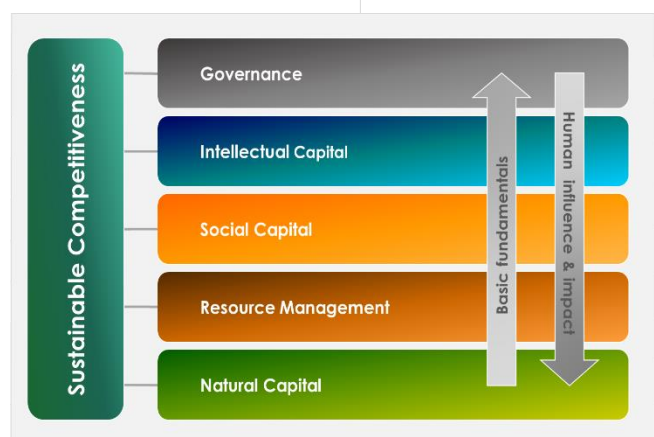 Sustainable Competitiveness
Governance
Intellectual Capital
Social Capital
Resource Management
Natural Capital
Basic fundamentals
Human influence & impact